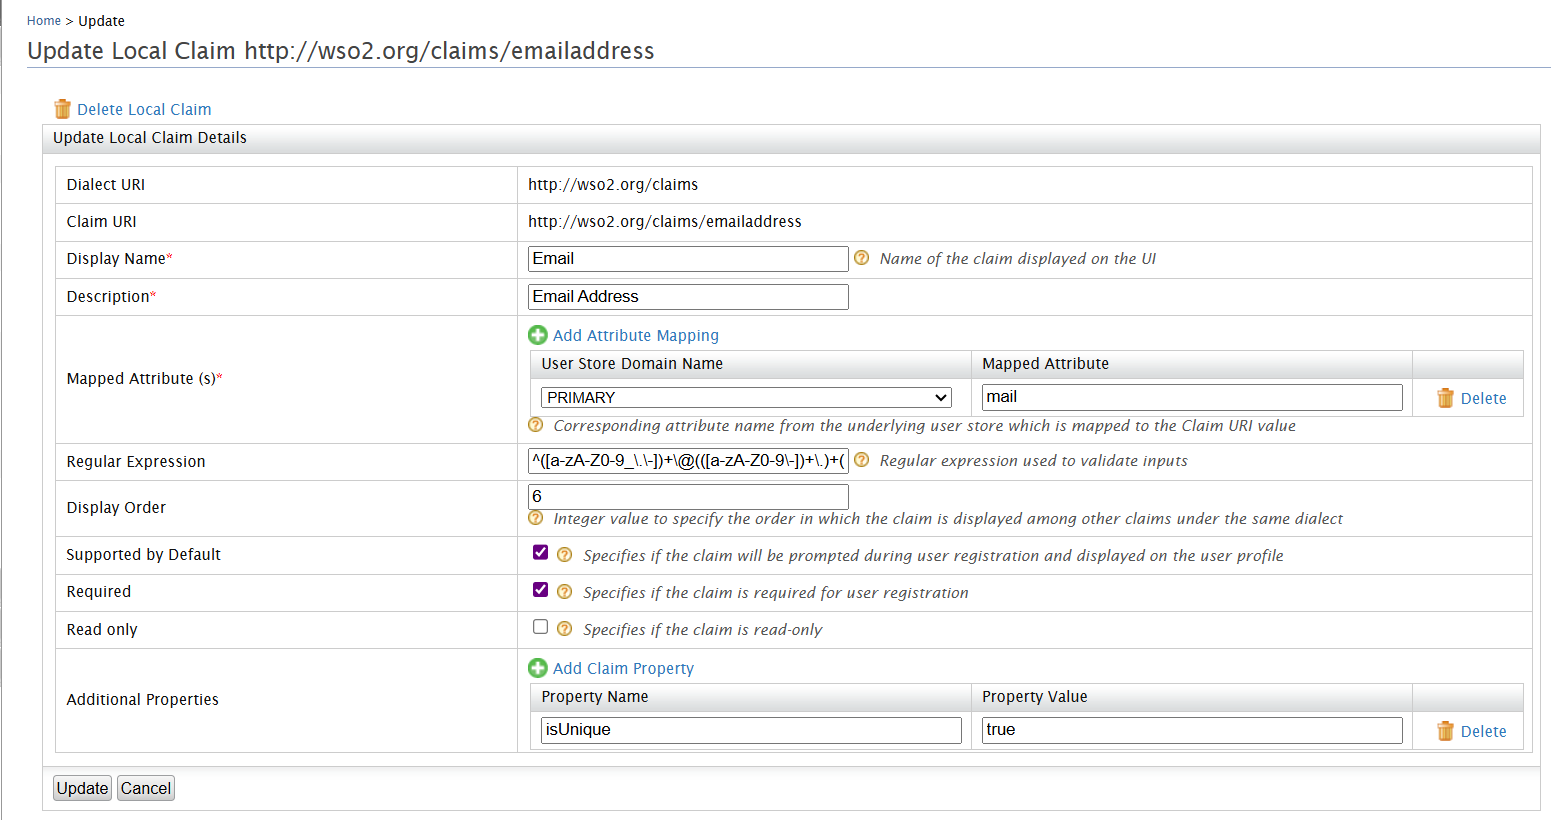 Home > Update
Update Local Claim http://wso2.org/claims/emailaddress
Delete Local Claim
Update Local Claim Details
Dialect URI http://wso2.org/claims
Claim URI http://wso2.org/claims/emailaddress
Display Name* Email Name of the claim displayed on the UI
Description* Email Address
Mapped Attribute (s)*
Add Attribute Mapping
User Store Domain Name Mapped Attribute
PRIMARY mail Delete
Corresponding attribute name from the underlying user store which is mapped to the Claim URI value
Regular Expression ^([a-zA-Z0-9_\.\-])+\@(([a-zA-Z0-9\-])+\.)+( Regular expression used to validate inputs
Display Order 6
Integer value to specify the order in which the claim is displayed among other claims under the same dialect
Supported by Default Specifies if the claim will be prompted during user registration and displayed on the user profile
Required Specifies if the claim is required for user registration
Read only Specifies if the claim is read-only
Additional Properties
Add Claim Property
Property Name Property Value
isUnique true Delete
Update Cancel